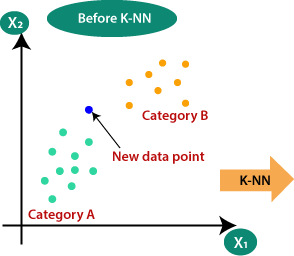 Before K-NN
X2
Category B
New data point
K-NN
Category A
X1